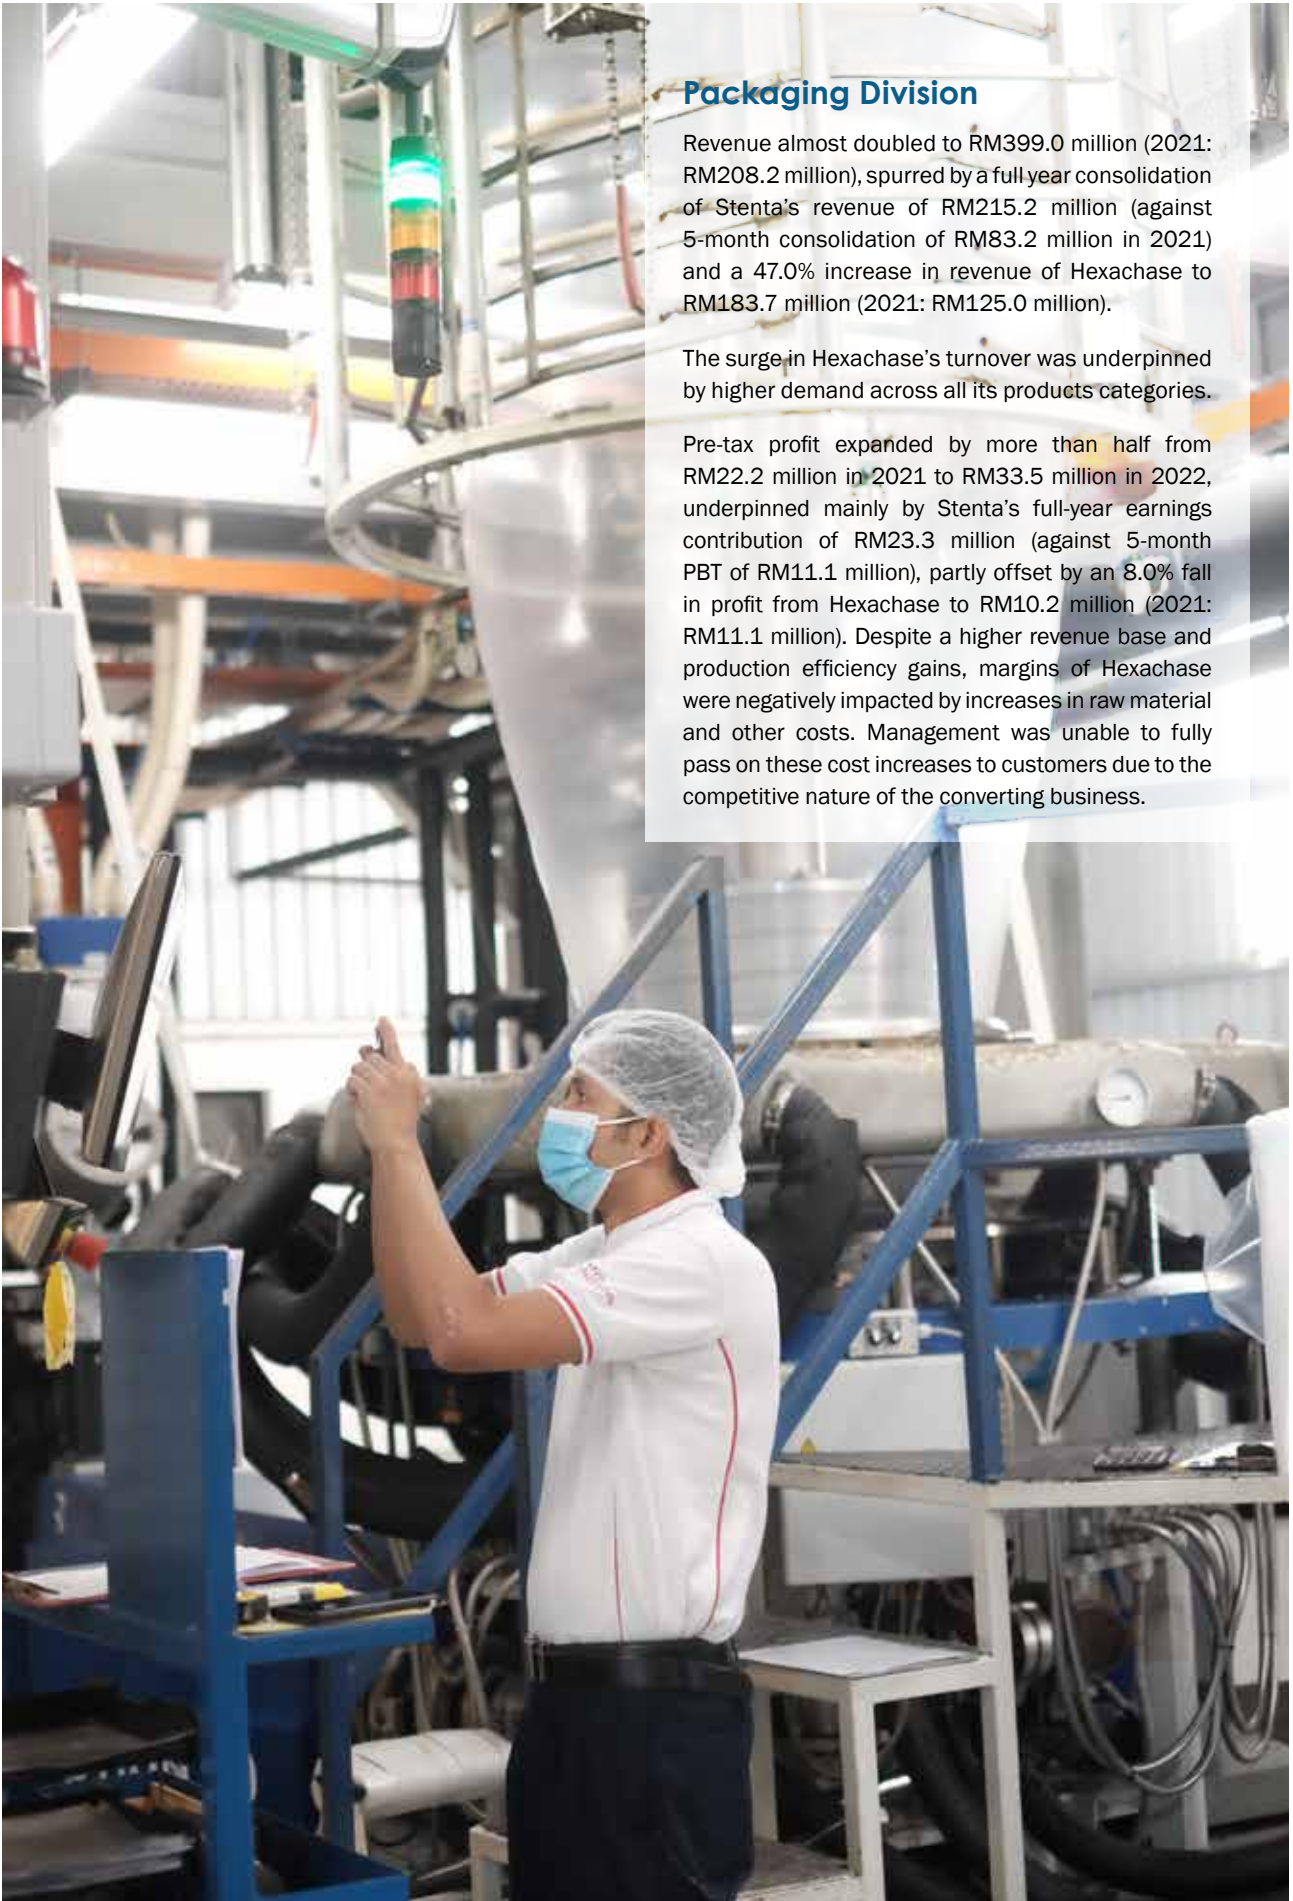 Packaging Division
Revenue almost doubled to RM399.0 million (2021:
RM208.2 million), spurred by a full year consolidation
of Stenta’s revenue of RM215.2 million (against
5-month consolidation of RM83.2 million in 2021)
and a 47.0% increase in revenue of Hexachase to
RM183.7 million (2021: RM125.0 million).
The surge in Hexachase’s turnover was underpinned
by higher demand across all its products categories.
Pre-tax profit expanded by more than half from
RM22.2 million in 2021 to RM33.5 million in 2022,
underpinned mainly by Stenta’s full-year earnings
contribution of RM23.3 million (against 5-month
PBT of RM11.1 million), partly offset by an 8.0% fall
in profit from Hexachase to RM10.2 million (2021:
RM11.1 million). Despite a higher revenue base and
production efficiency gains, margins of Hexachase
were negatively impacted by increases in raw material
and other costs. Management was unable to fully
pass on these cost increases to customers due to the
competitive nature of the converting business.